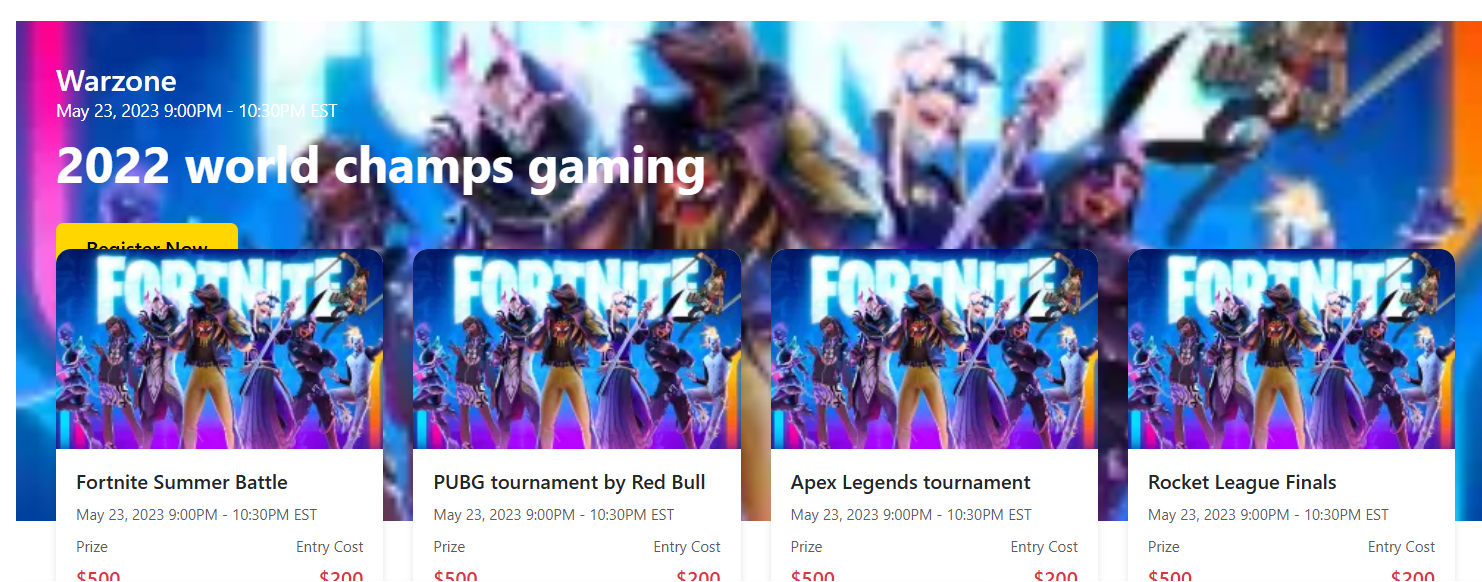 Warzone
May 23, 2023 9:00PM - 10:30PM EST
2022 world champs gaming
Register Now
FORTNITE FORTNITE FORTNITE FORTNITE
Fortnite Summer Battle PUBG tournament by Red Bull Apex Legends tournament Rocket League Finals
May 23, 2023 9:00PM - 10:30PM EST May 23, 2023 9:00PM - 10:30PM EST May 23, 2023 9:00PM - 10:30PM EST May 23, 2023 9:00PM - 10:30PM EST
Prize Entry Cost Prize Entry Cost Prize Entry Cost Prize Entry Cost
$500 $200 $500 $200 $500 $200 $500 $200